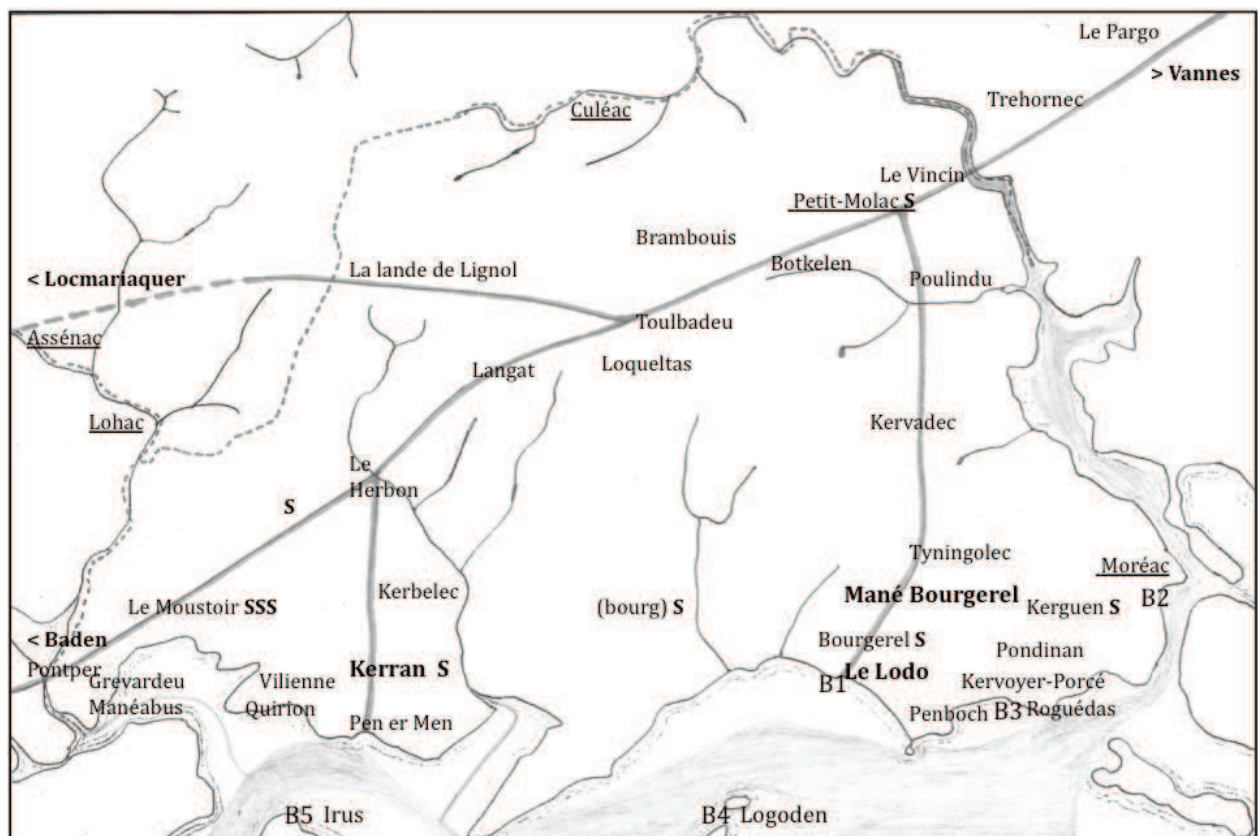 Le Pargo
> Vannes
Trehornec
Culéac
Le Vincin
Petit-Molac S
Brambouis
Botkelen
Poulindu
La lande de Lignol
< Locmariaquer
Assénac
Toulbadeu
Loqueltas
Langat
Lohac
Kervadec
Le
Herbon
S
Tyningolec
Moréac
Kerbelec
Mané Bourgerel
B2
Le Moustoir SSS
(bourg) S
Kerguen S
< Baden
Bourgerel S
Pondinan
Pontper
Kerran S
Le Lodo
B1
Grevardeu
Vilienne
Kervoyer-Porcé
Manéabus
Quirion
Penboch B3 Roguédas
Pen er Men
B5 Irus
B4 Logoden